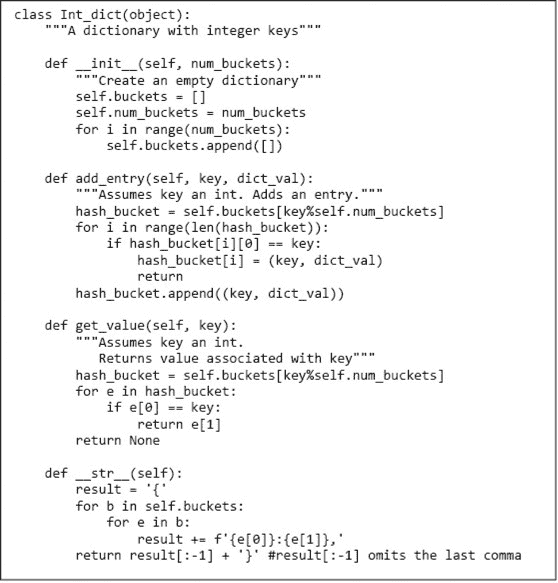 class Int_dict(object):
    """A dictionary with integer keys"""

    def __init__(self, num_buckets):
        """Create an empty dictionary"""
        self.buckets = []
        self.num_buckets = num_buckets
        for i in range(num_buckets):
            self.buckets.append([])

    def add_entry(self, key, dict_val):
        """Assumes key an int. Adds an entry."""
        hash_bucket = self.buckets[key%self.num_buckets]
        for i in range(len(hash_bucket)):
            if hash_bucket[i][0] == key:
                hash_bucket[i] = (key, dict_val)
                return
        hash_bucket.append((key, dict_val))

    def get_value(self, key):
        """Assumes key an int.
           Returns value associated with key"""
        hash_bucket = self.buckets[key%self.num_buckets]
        for e in hash_bucket:
            if e[0] == key:
                return e[1]
        return None

    def __str__(self):
        result = '{'
        for b in self.buckets:
            for e in b:
                result += f'{e[0]}:{e[1]},'
        return result[:-1] + '}' #result[:-1] omits the last comma